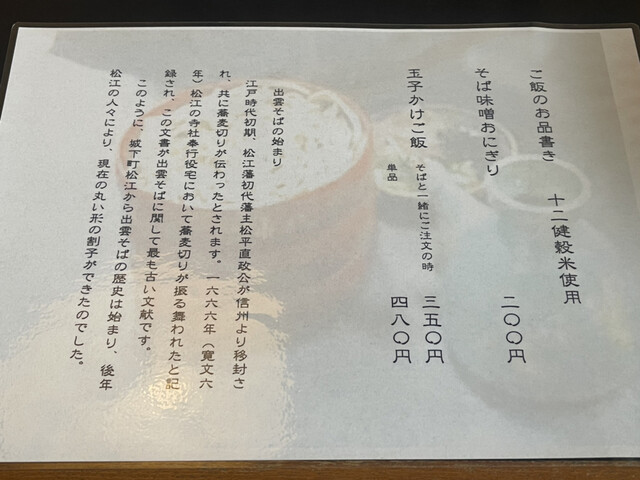 ご飯のお品書き　十二健穀米使用
そば味噌おにぎり　二〇〇円
玉子かけご飯　そばと一緒にご注文の時　三五〇円
単品　四八〇円
出雲そばの始まり
江戸時代初期、松江藩初代藩主松平直政公が信州より移封さ
れ、共に蕎麦切りが伝わったとされます。一六六六年（寛文六
年）松江の寺社奉行役宅において蕎麦切りが振る舞われたと記
録され、この文書が出雲そばに関して最も古い文献です。
このように、城下町松江から出雲そばの歴史は始まり、後年
松江の人々により、現在の丸い形の割子ができたのでした。